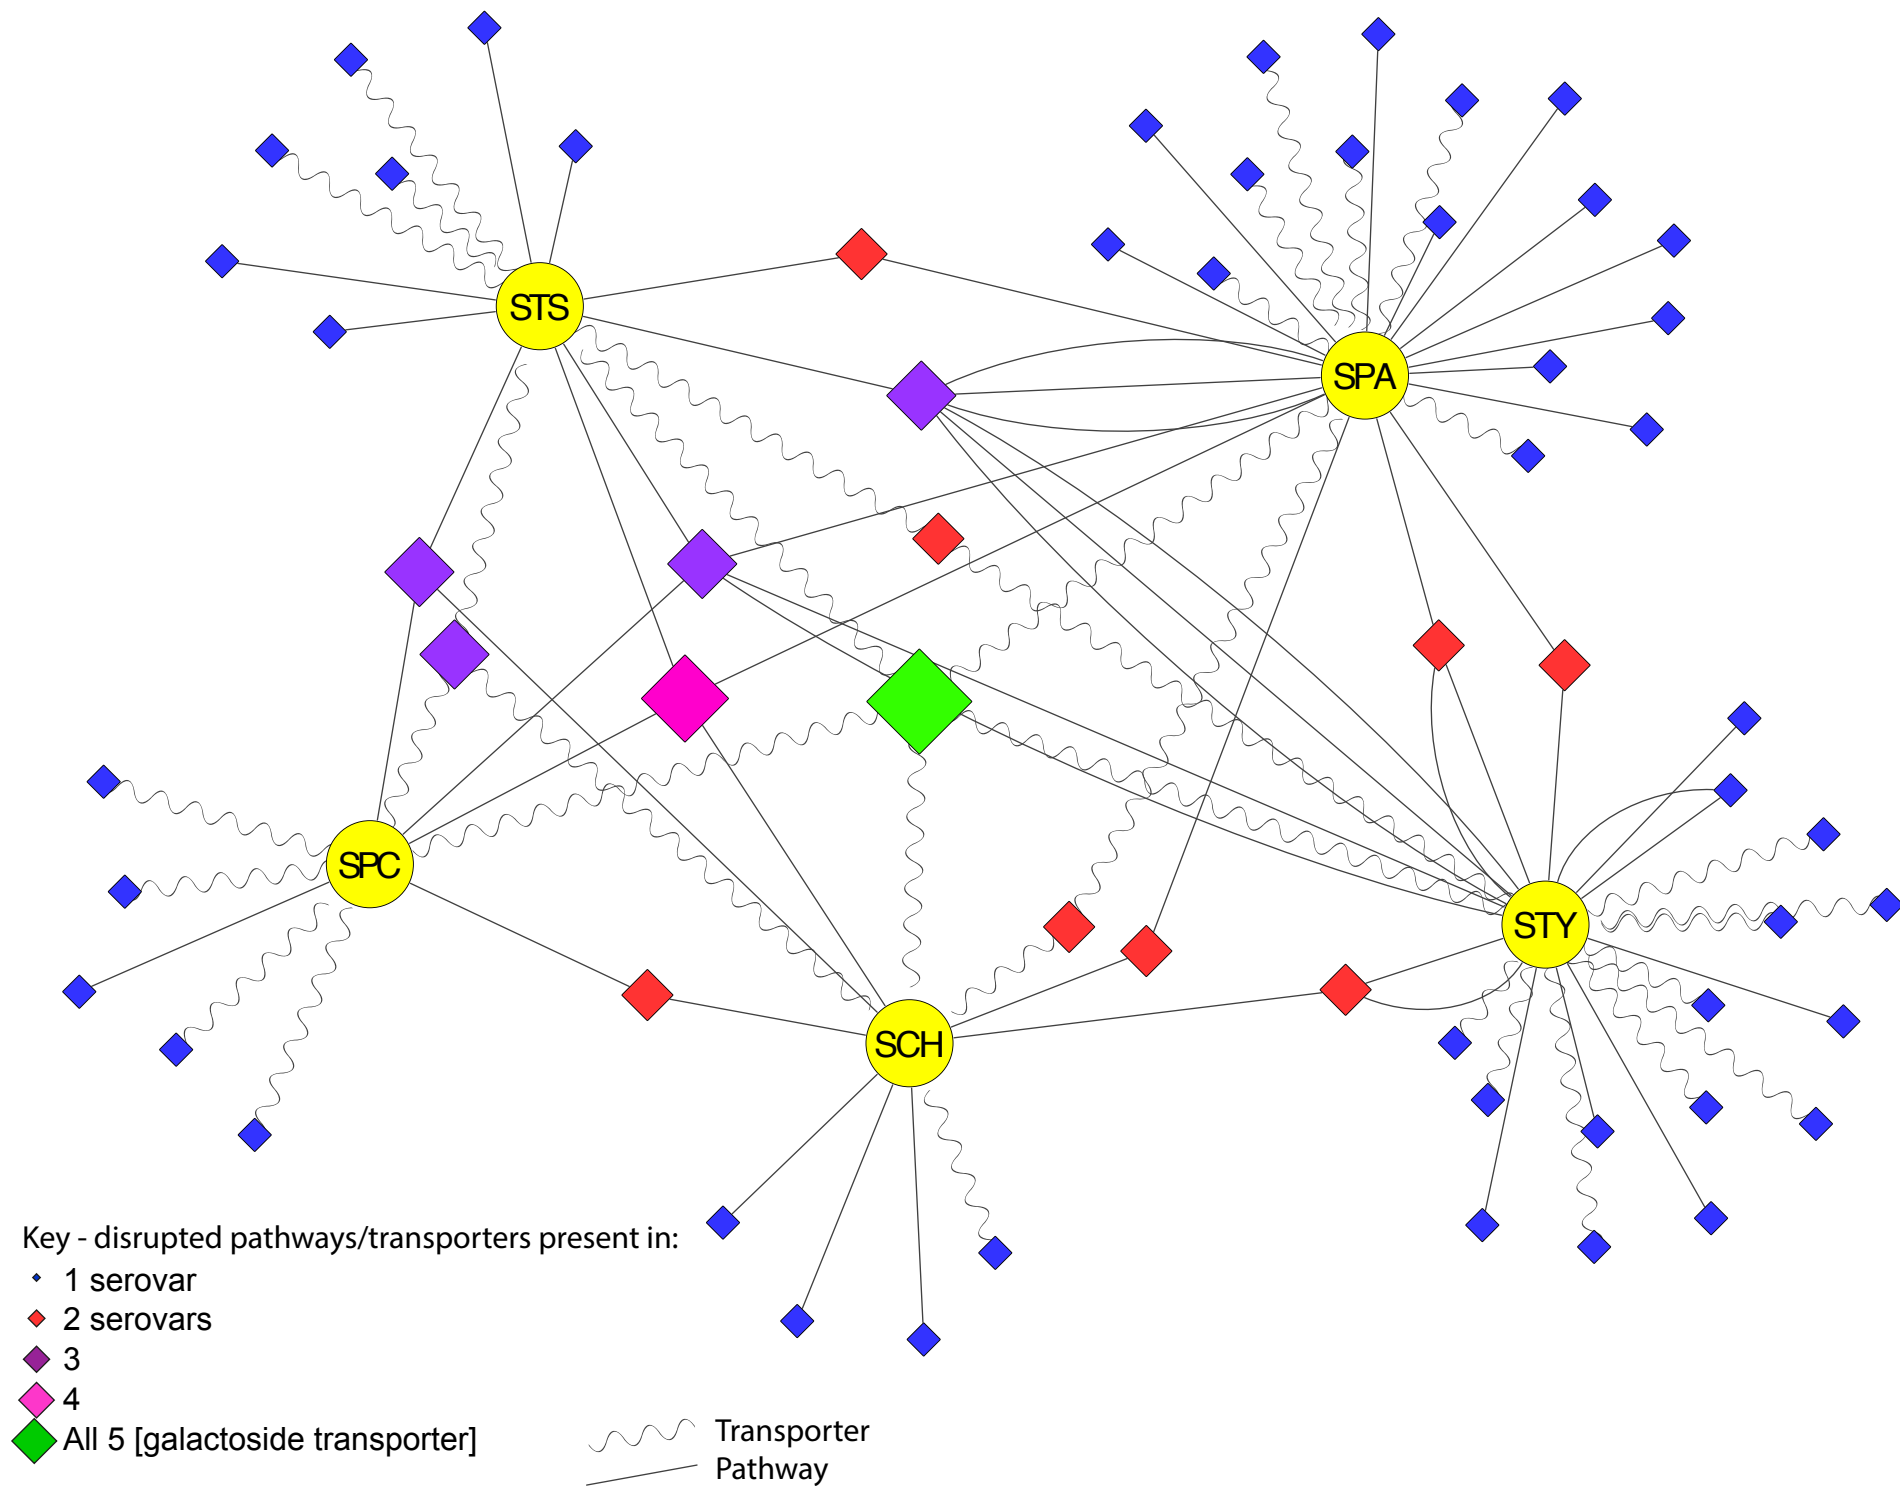 STS
SPA
SPC
STY
SCH
Key - disrupted pathways/transporters present in:
1 serovar
2 serovars
3
4
All 5 [galactoside transporter]
Transporter
Pathway